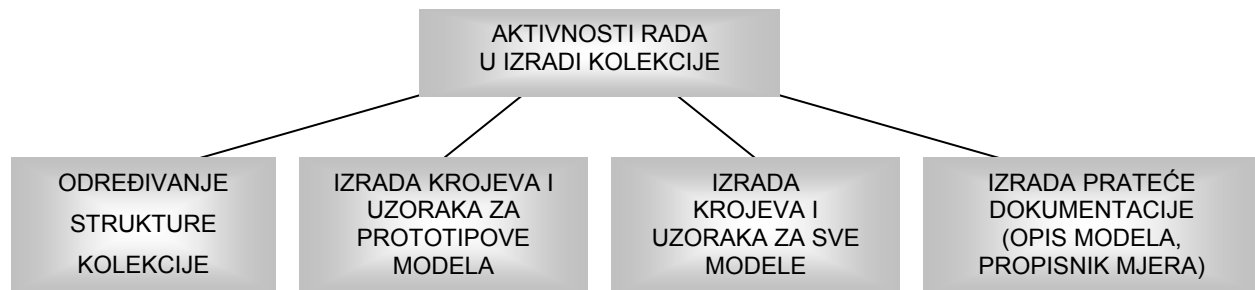 AKTIVNOSTI RADA
U IZRADI KOLEKCIJE
ODREĐIVANJE
STRUKTURE
KOLEKCIJE
IZRADA KROJEVA I
UZORAKA ZA
PROTOTIPOVE
MODELA
IZRADA
KROJEVA I
UZORAKA ZA SVE
MODELE
IZRADA PRATEĆE
DOKUMENTACIJE
(OPIS MODELA,
PROPISNIK MJERA)